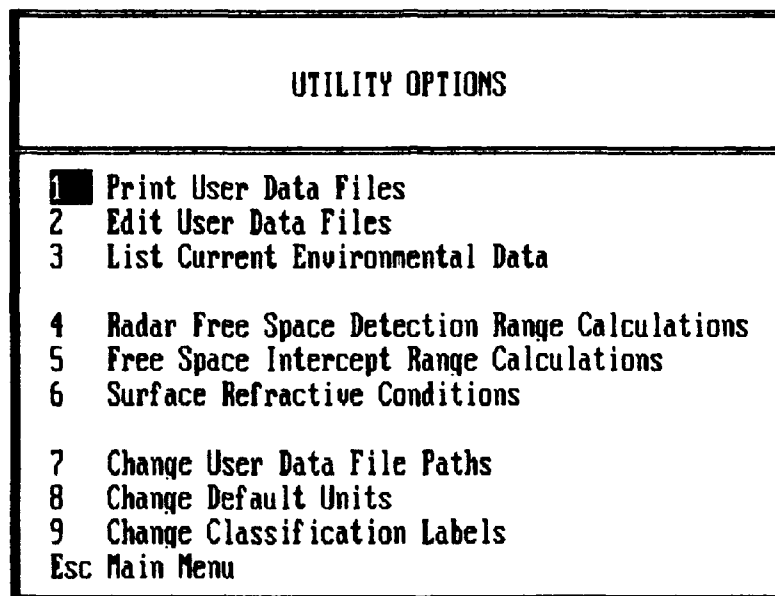 UTILITY OPTIONS
1 Print User Data Files
2 Edit User Data Files
3 List Current Environmental Data
4 Radar Free Space Detection Range Calculations
5 Free Space Intercept Range Calculations
6 Surface Refractive Conditions
7 Change User Data File Paths
8 Change Default Units
9 Change Classification Labels
Esc Main Menu